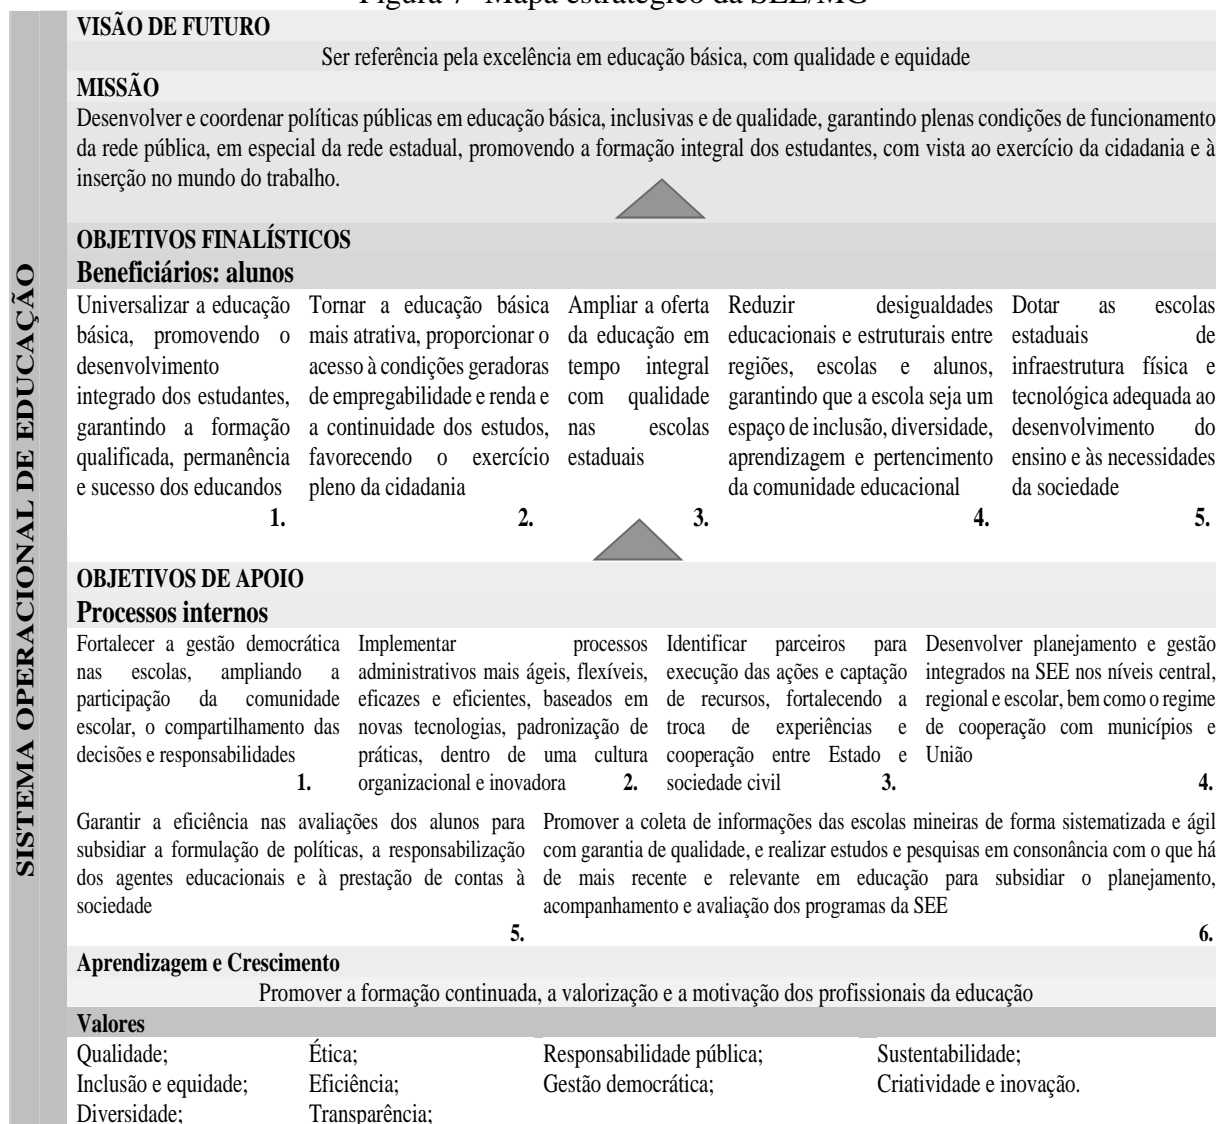 Figura 7- Mapa estratégico da SEE/MG
SISTEMA OPERACIONAL DE EDUCAÇÃO
VISÃO DE FUTURO
Ser referência pela excelência em educação básica, com qualidade e equidade
MISSÃO
Desenvolver e coordenar políticas públicas em educação básica, inclusivas e de qualidade, garantindo plenas condições de funcionamento
da rede pública, em especial da rede estadual, promovendo a formação integral dos estudantes, com vista ao exercício da cidadania e à
inserção no mundo do trabalho.
OBJETIVOS FINALÍSTICOS
Beneficiários: alunos
Universalizar a educação
básica, promovendo o
desenvolvimento
integrado dos estudantes,
garantindo a formação
qualificada, permanência
e sucesso dos educandos
1.
Tornar a educação básica
mais atrativa, proporcionar o
acesso à condições geradoras
de empregabilidade e renda e
a continuidade dos estudos,
favorecendo o exercício
pleno da cidadania
2.
Ampliar a oferta
da educação em
tempo integral
com qualidade
nas escolas
estaduais
3.
Reduzir desigualdades
educacionais e estruturais entre
regiões, escolas e alunos,
garantindo que a escola seja um
espaço de inclusão, diversidade,
aprendizagem e pertencimento
da comunidade educacional
4.
Dotar as escolas
estaduais de
infraestrutura física e
tecnológica adequada ao
desenvolvimento do
ensino e às necessidades
da sociedade
5.
OBJETIVOS DE APOIO
Processos internos
Fortalecer a gestão democrática
nas escolas, ampliando a
participação da comunidade
escolar, o compartilhamento das
decisões e responsabilidades
1.
Implementar processos
administrativos mais ágeis, flexíveis,
eficazes e eficientes, baseados em
novas tecnologias, padronização de
práticas, dentro de uma cultura
organizacional e inovadora 2.
Identificar parceiros para
execução das ações e captação
de recursos, fortalecendo a
troca de experiências e
cooperação entre Estado e
sociedade civil 3.
Desenvolver planejamento e gestão
integrados na SEE nos níveis central,
regional e escolar, bem como o regime
de cooperação com municípios e
União
4.
Garantir a eficiência nas avaliações dos alunos para
subsidiar a formulação de políticas, a responsabilização
dos agentes educacionais e à prestação de contas à
sociedade
5.
Promover a coleta de informações das escolas mineiras de forma sistematizada e ágil
com garantia de qualidade, e realizar estudos e pesquisas em consonância com o que há
de mais recente e relevante em educação para subsidiar o planejamento,
acompanhamento e avaliação dos programas da SEE
6.
Aprendizagem e Crescimento
Promover a formação continuada, a valorização e a motivação dos profissionais da educação
Valores
Qualidade;
Inclusão e equidade;
Diversidade;
Ética;
Eficiência;
Transparência;
Responsabilidade pública;
Gestão democrática;
Sustentabilidade;
Criatividade e inovação.